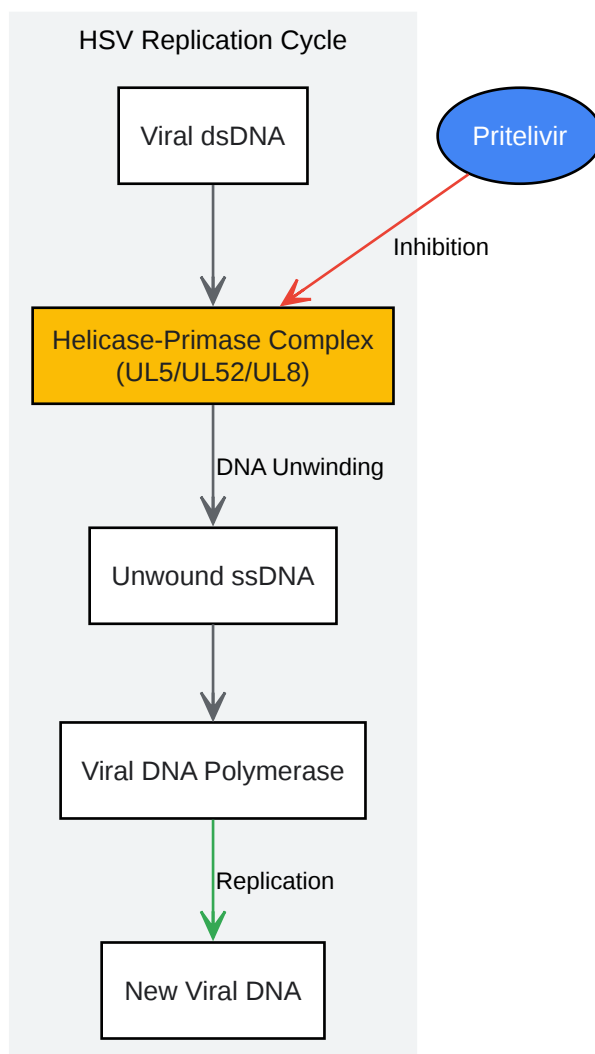 HSV Replication Cycle
Viral dsDNA
Pritelivir
Inhibition
Helicase-Primase Complex
(UL5/UL52/UL8)
DNA Unwinding
Unwound ssDNA
Viral DNA Polymerase
Replication
New Viral DNA